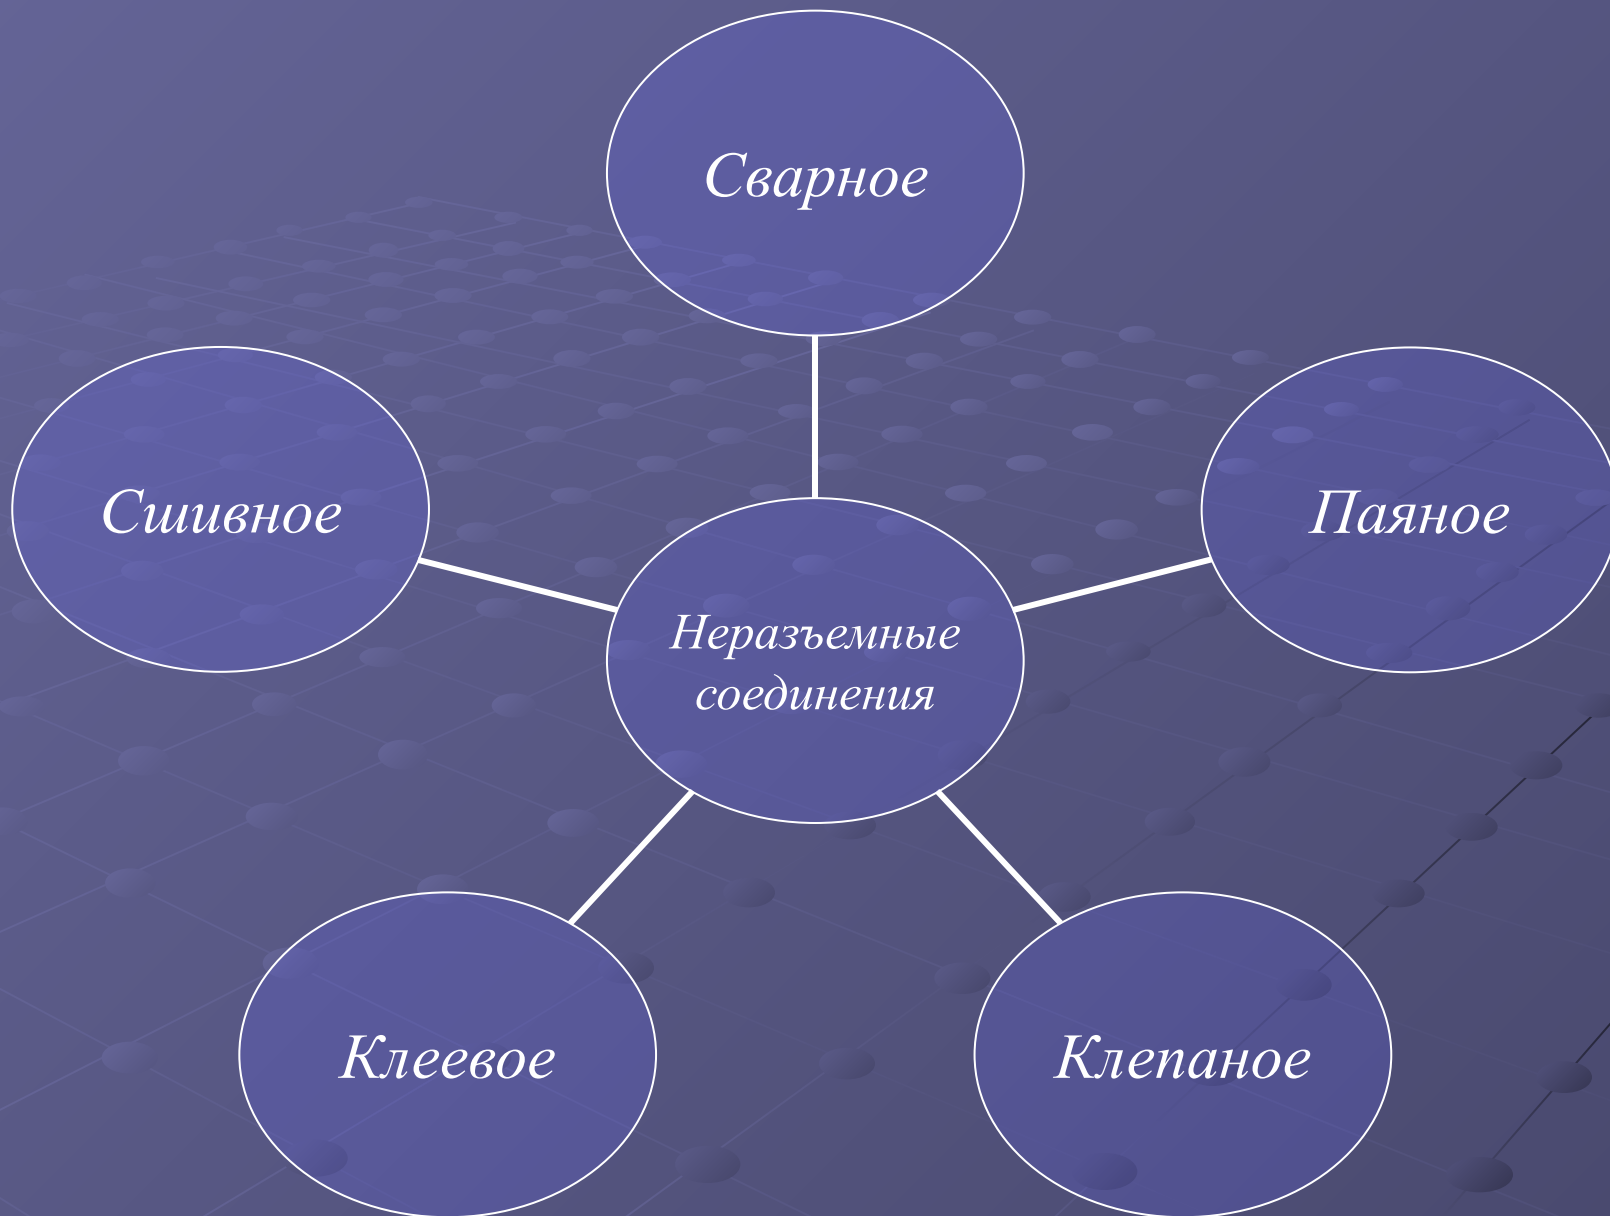 Сварное
Сшивное
Паяное
Неразъемные
соединения
Клеевое
Клепаное